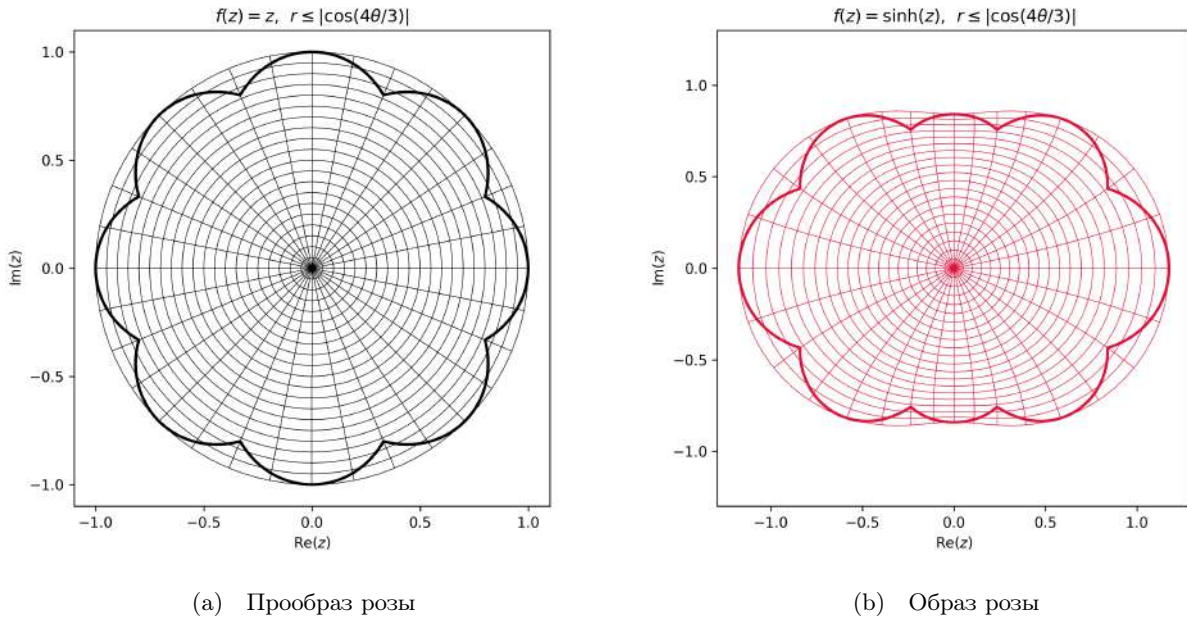 f(z) = z, r ≤ |cos(4θ/3)|
1.0
0.5
0.0
−0.5
−1.0
Im(z)
−1.0 −0.5 0.0 0.5 1.0
Re(z)
(a) Прообраз розы
f(z) = sinh(z), r ≤ |cos(4θ/3)|
1.0
0.5
0.0
−0.5
−1.0
Im(z)
−1.0 −0.5 0.0 0.5 1.0
Re(z)
(b) Образ розы